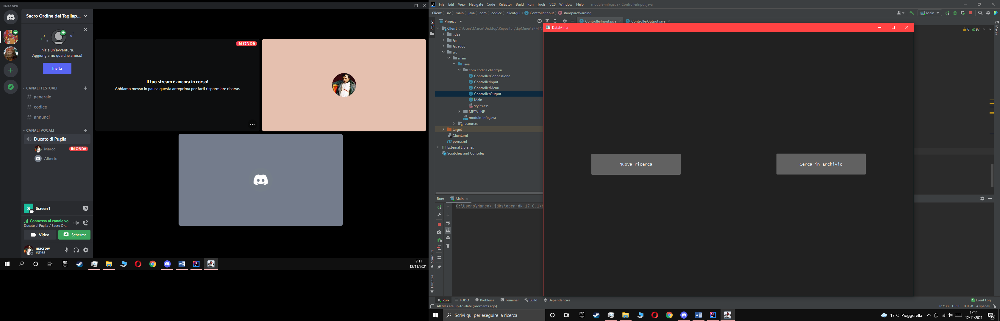 Discord
Sacro Ordine dei Tagliap...
Inizia un'avventura.
Aggiungiamo qualche amico!
Invita
CANALI TESTUALI
generale
codice
annunci
CANALI VOCALI
Ducato di Puglia
Marco IN ONDA
Alberto
S Screen 1
Connesso al canale vo
Ducato di Puglia / Sacro Or...
Video Schermo
macrow
#8165
IN ONDA
Il tuo stream è ancora in corso!
Abbiamo messo in pausa questa anteprima per farti risparmiare risorse.
17:11
12/11/2021
File Edit View Navigate Code Refactor Build Run Tools VCS Window Help module-info.java - ControllerInput.java
Client src main java com codice clientgui ControllerInput stampareWarning
Main
Project
Project
ControllerInput.java
ControllerOutput.java
Client C:\Users\Marco\Desktop\Repository\EpMiner\EPMINE
.idea
Jar
Javadoc
src
main
java
com.codice.clientgui
ControllerConnessione
ControllerInput
ControllerMenu
ControllerOutput
Main
styles.css
META-INF
module-info.java
resources
target
Client.iml
pom.xml
External Libraries
Scratches and Consoles
6 97
Maven
DataMiner
Nuova ricerca
Cerca in archivio
Run: Main
C:\Users\Marco\.jdks\openjdk-17.0.1\b
Structure
Favorites
Run TODO Problems Terminal Build Dependencies
1 Event Log
All files are up-to-date (moments ago)
167:38 CRLF UTF-8 4 spaces
Scrivi qui per eseguire la ricerca
EPIC GAMES
17°C Pioggerella
17:11
12/11/2021
15